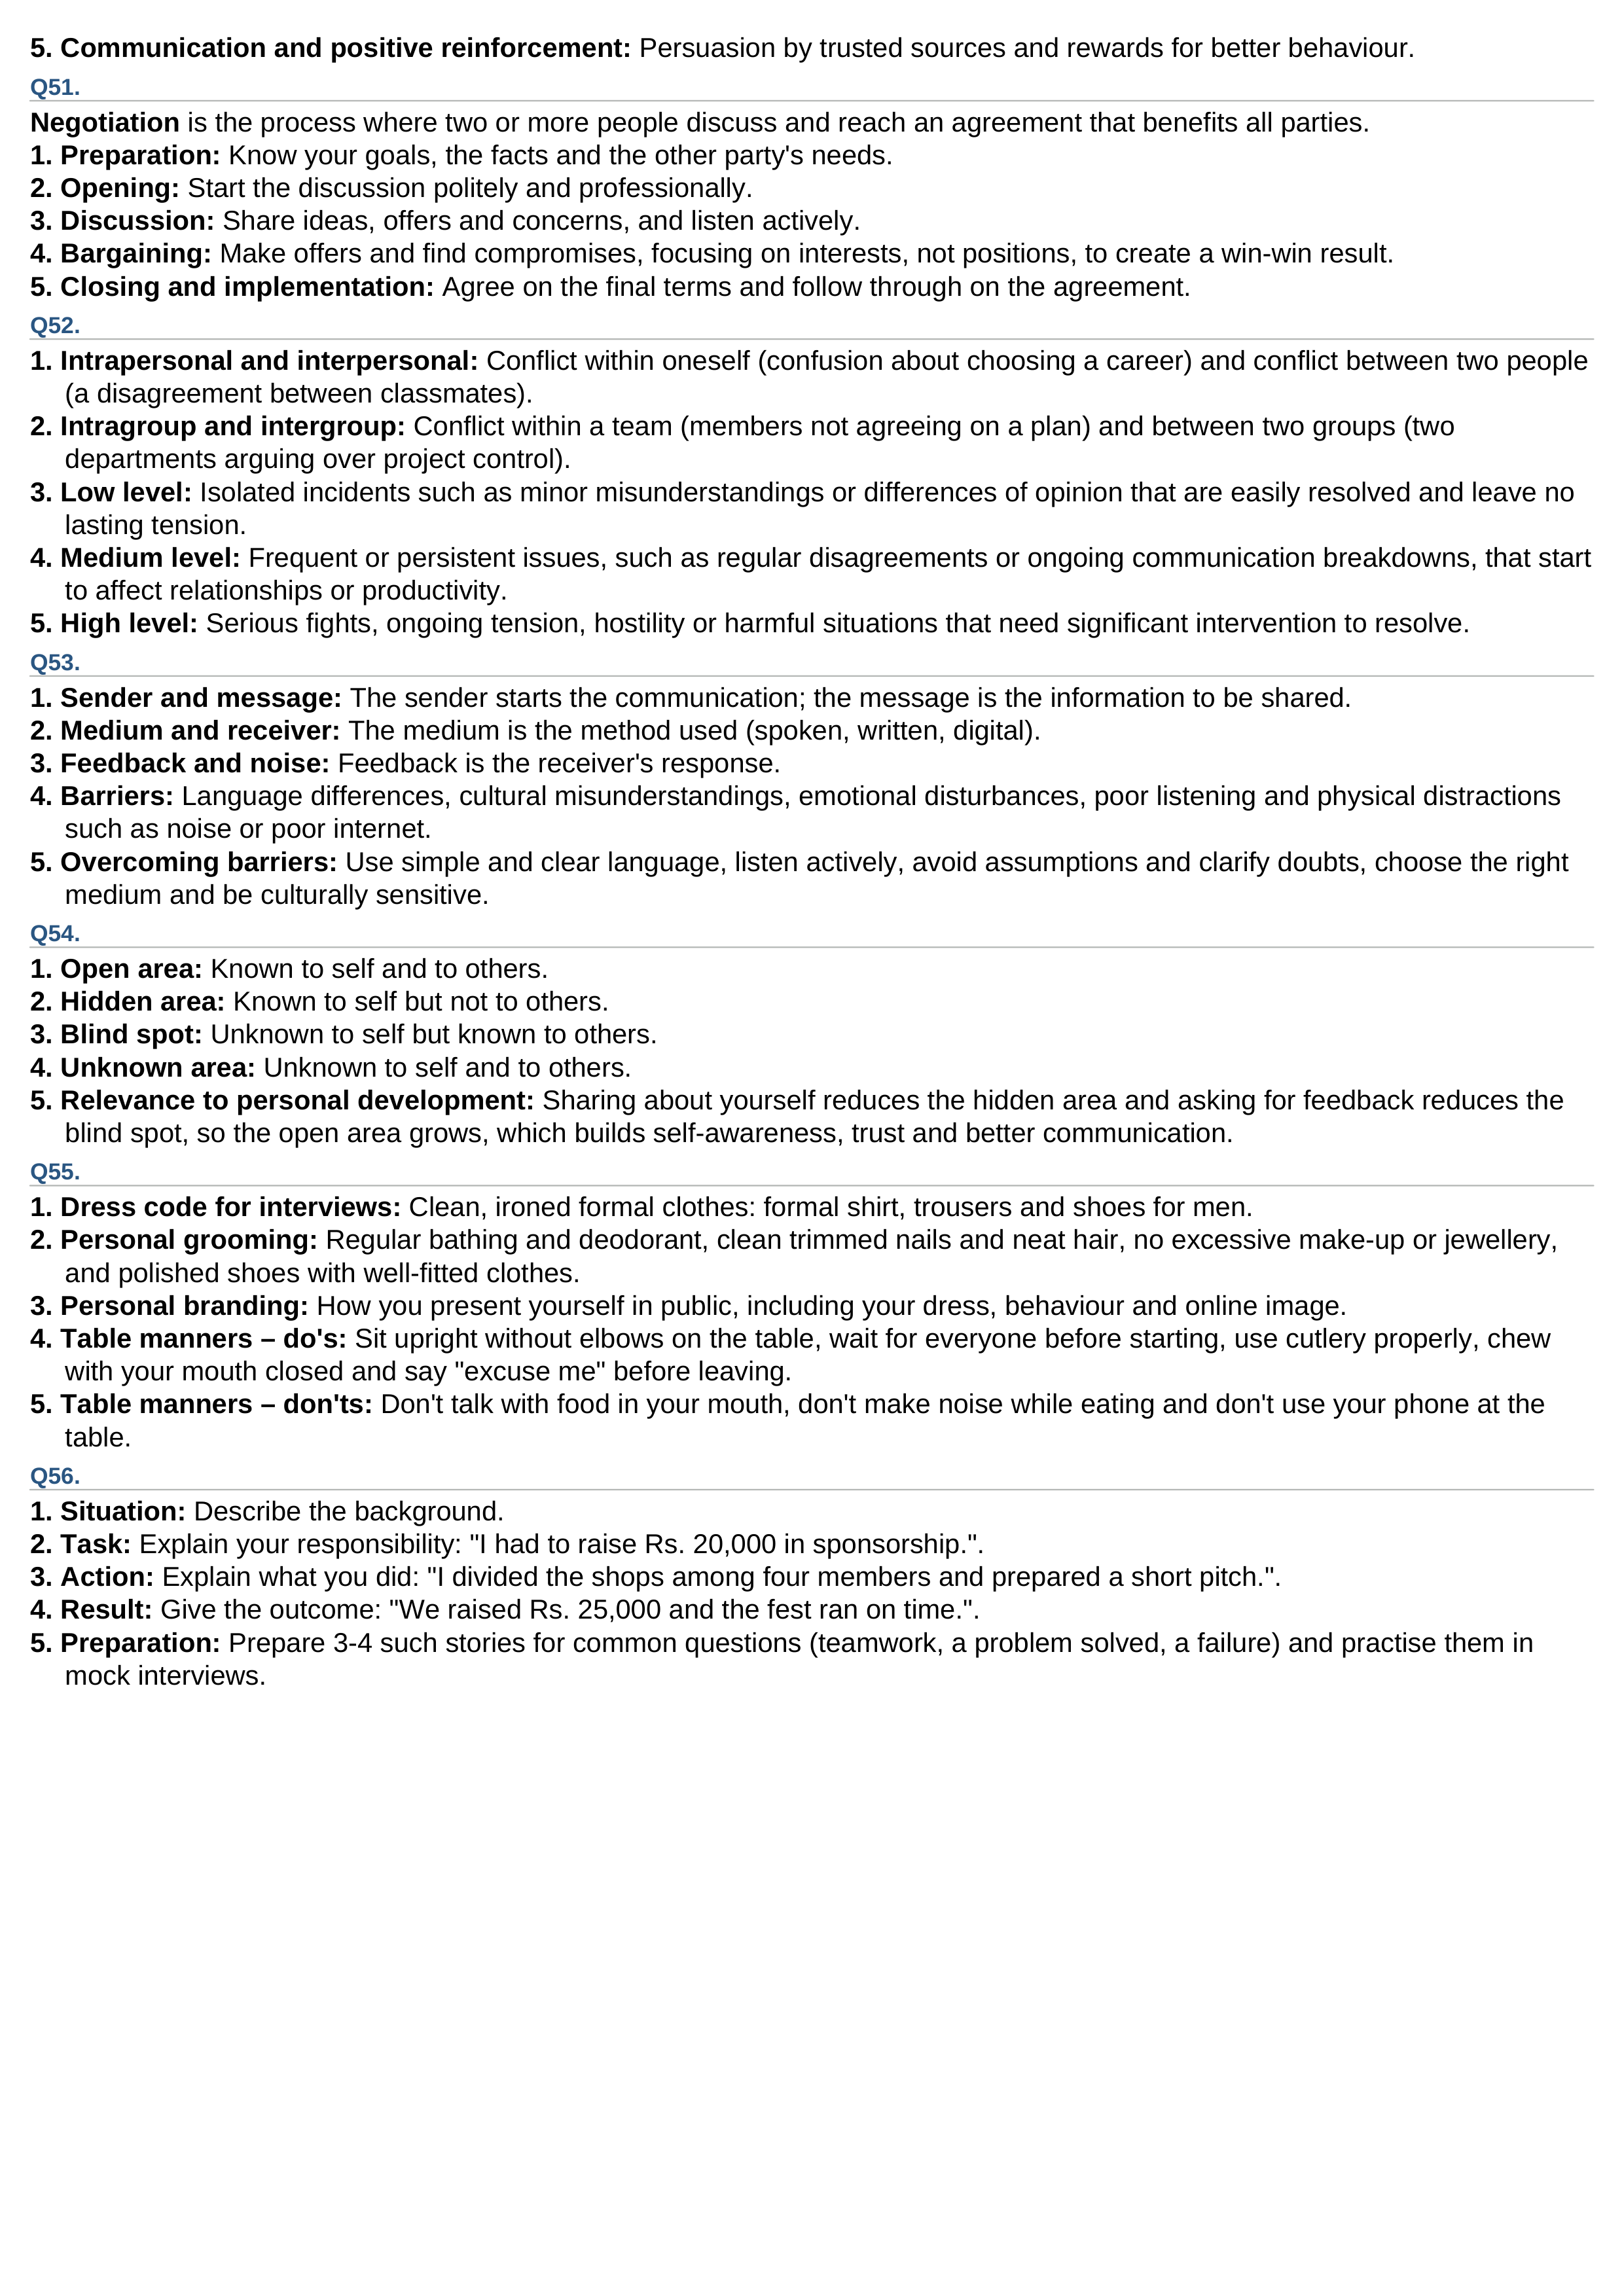 5. Communication and positive reinforcement: Persuasion by trusted sources and rewards for better behaviour.
Q51.
Negotiation is the process where two or more people discuss and reach an agreement that benefits all parties.
1. Preparation: Know your goals, the facts and the other party's needs.
2. Opening: Start the discussion politely and professionally.
3. Discussion: Share ideas, offers and concerns, and listen actively.
4. Bargaining: Make offers and find compromises, focusing on interests, not positions, to create a win-win result.
5. Closing and implementation: Agree on the final terms and follow through on the agreement.
Q52.
1. Intrapersonal and interpersonal: Conflict within oneself (confusion about choosing a career) and conflict between two people
(a disagreement between classmates).
2. Intragroup and intergroup: Conflict within a team (members not agreeing on a plan) and between two groups (two
departments arguing over project control).
3. Low level: Isolated incidents such as minor misunderstandings or differences of opinion that are easily resolved and leave no
lasting tension.
4. Medium level: Frequent or persistent issues, such as regular disagreements or ongoing communication breakdowns, that start
to affect relationships or productivity.
5. High level: Serious fights, ongoing tension, hostility or harmful situations that need significant intervention to resolve.
Q53.
1. Sender and message: The sender starts the communication; the message is the information to be shared.
2. Medium and receiver: The medium is the method used (spoken, written, digital).
3. Feedback and noise: Feedback is the receiver's response.
4. Barriers: Language differences, cultural misunderstandings, emotional disturbances, poor listening and physical distractions
such as noise or poor internet.
5. Overcoming barriers: Use simple and clear language, listen actively, avoid assumptions and clarify doubts, choose the right
medium and be culturally sensitive.
Q54.
1. Open area: Known to self and to others.
2. Hidden area: Known to self but not to others.
3. Blind spot: Unknown to self but known to others.
4. Unknown area: Unknown to self and to others.
5. Relevance to personal development: Sharing about yourself reduces the hidden area and asking for feedback reduces the
blind spot, so the open area grows, which builds self-awareness, trust and better communication.
Q55.
1. Dress code for interviews: Clean, ironed formal clothes: formal shirt, trousers and shoes for men.
2. Personal grooming: Regular bathing and deodorant, clean trimmed nails and neat hair, no excessive make-up or jewellery,
and polished shoes with well-fitted clothes.
3. Personal branding: How you present yourself in public, including your dress, behaviour and online image.
4. Table manners – do's: Sit upright without elbows on the table, wait for everyone before starting, use cutlery properly, chew
with your mouth closed and say "excuse me" before leaving.
5. Table manners – don'ts: Don't talk with food in your mouth, don't make noise while eating and don't use your phone at the
table.
Q56.
1. Situation: Describe the background.
2. Task: Explain your responsibility: "I had to raise Rs. 20,000 in sponsorship.".
3. Action: Explain what you did: "I divided the shops among four members and prepared a short pitch.".
4. Result: Give the outcome: "We raised Rs. 25,000 and the fest ran on time.".
5. Preparation: Prepare 3-4 such stories for common questions (teamwork, a problem solved, a failure) and practise them in
mock interviews.